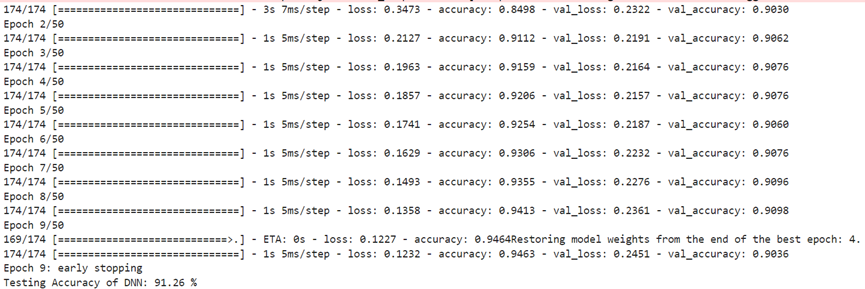 174/174 [==============================] - 3s 7ms/step - loss: 0.3473 - accuracy: 0.8498 - val_loss: 0.2322 - val_accuracy: 0.9030
Epoch 2/50
174/174 [==============================] - 1s 5ms/step - loss: 0.2127 - accuracy: 0.9112 - val_loss: 0.2191 - val_accuracy: 0.9062
Epoch 3/50
174/174 [==============================] - 1s 5ms/step - loss: 0.1963 - accuracy: 0.9159 - val_loss: 0.2164 - val_accuracy: 0.9076
Epoch 4/50
174/174 [==============================] - 1s 5ms/step - loss: 0.1857 - accuracy: 0.9206 - val_loss: 0.2157 - val_accuracy: 0.9076
Epoch 5/50
174/174 [==============================] - 1s 5ms/step - loss: 0.1741 - accuracy: 0.9254 - val_loss: 0.2187 - val_accuracy: 0.9060
Epoch 6/50
174/174 [==============================] - 1s 5ms/step - loss: 0.1629 - accuracy: 0.9306 - val_loss: 0.2232 - val_accuracy: 0.9076
Epoch 7/50
174/174 [==============================] - 1s 5ms/step - loss: 0.1493 - accuracy: 0.9355 - val_loss: 0.2276 - val_accuracy: 0.9096
Epoch 8/50
174/174 [==============================] - 1s 5ms/step - loss: 0.1358 - accuracy: 0.9413 - val_loss: 0.2361 - val_accuracy: 0.9098
Epoch 9/50
169/174 [============================>.] - ETA: 0s - loss: 0.1227 - accuracy: 0.9464Restoring model weights from the end of the best epoch: 4.
174/174 [==============================] - 1s 5ms/step - loss: 0.1232 - accuracy: 0.9463 - val_loss: 0.2451 - val_accuracy: 0.9036
Epoch 9: early stopping
Testing Accuracy of DNN: 91.26 %